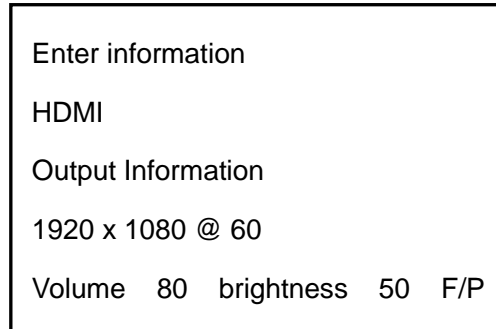 Enter information
HDMI
Output Information
1920 x 1080 @ 60
Volume 80 brightness 50 F/P